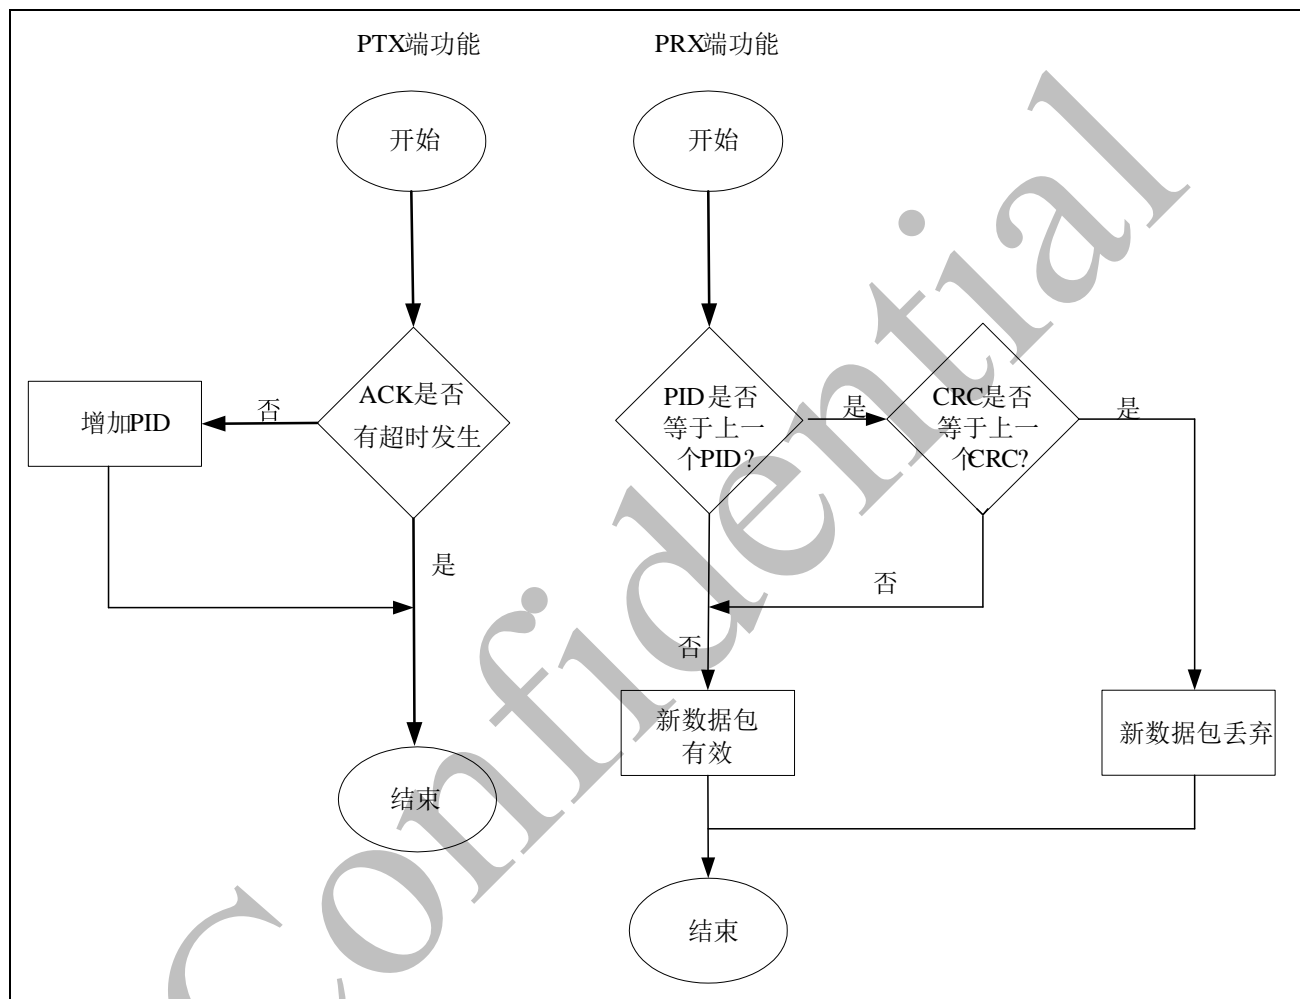 PTX端功能
PRX端功能
开始
开始
ACK是否
有超时发生
否
增加PID
是
结束
PID是否
等于上一
个PID?
是
CRC是否
等于上一
个CRC?
是
否
否
新数据包
有效
新数据包丢弃
结束
Confidential